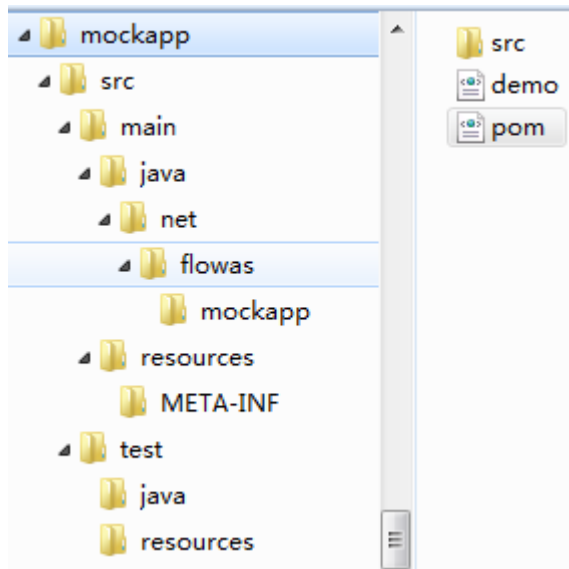 mockapp
src
main
java
net
flowas
mockapp
resources
META-INF
test
java
resources
src
demo
pom